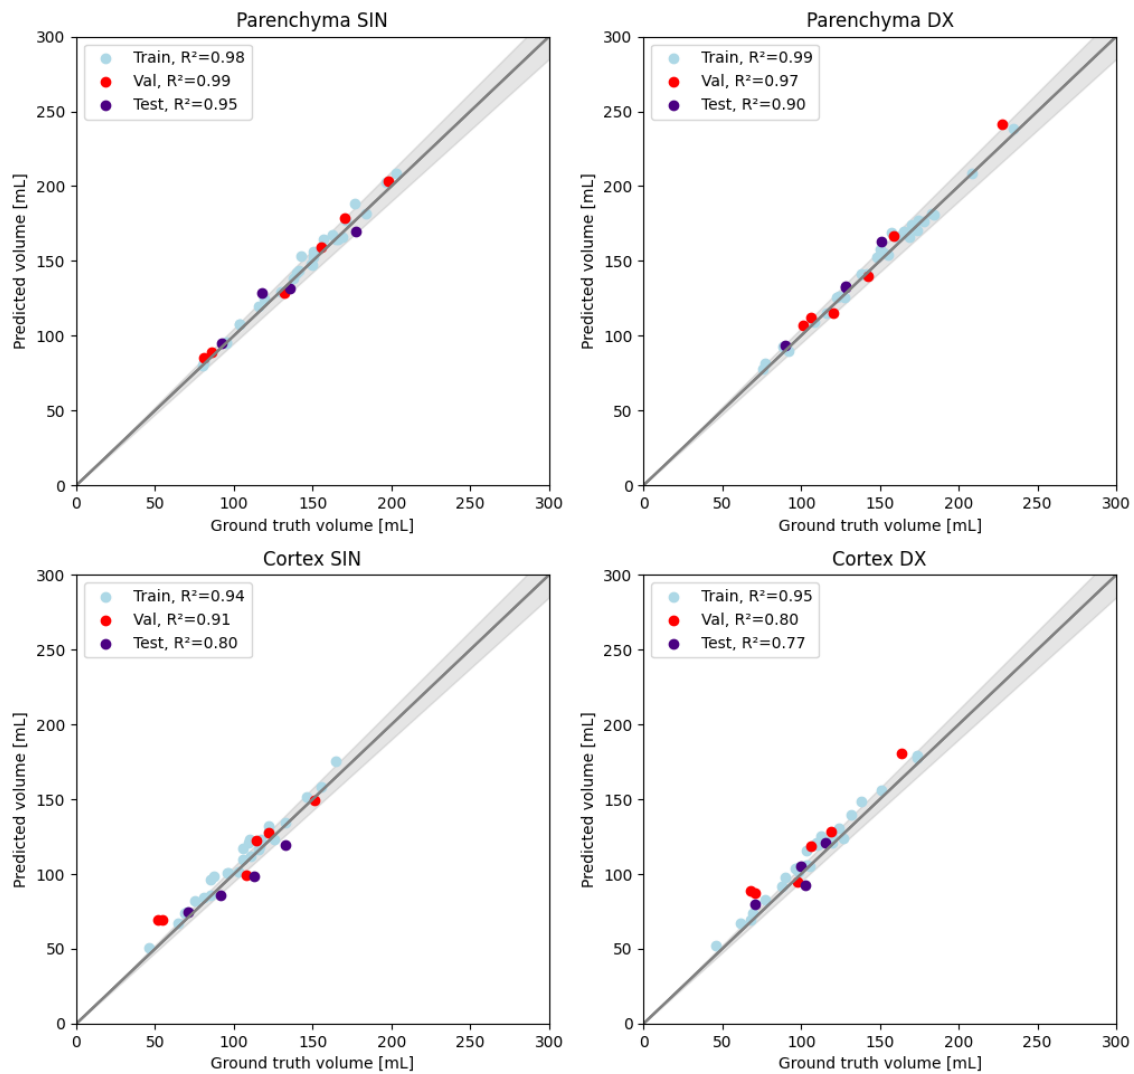 Parenchyma SIN
300
250
200
150
100
50
0
Predicted volume [mL]
Train, R²=0.98
Val, R²=0.99
Test, R²=0.95
0 50 100 150 200 250 300
Ground truth volume [mL]
Parenchyma DX
300
250
200
150
100
50
0
Predicted volume [mL]
Train, R²=0.99
Val, R²=0.97
Test, R²=0.90
0 50 100 150 200 250 300
Ground truth volume [mL]
Cortex SIN
300
250
200
150
100
50
0
Predicted volume [mL]
Train, R²=0.94
Val, R²=0.91
Test, R²=0.80
0 50 100 150 200 250 300
Ground truth volume [mL]
Cortex DX
300
250
200
150
100
50
0
Predicted volume [mL]
Train, R²=0.95
Val, R²=0.80
Test, R²=0.77
0 50 100 150 200 250 300
Ground truth volume [mL]